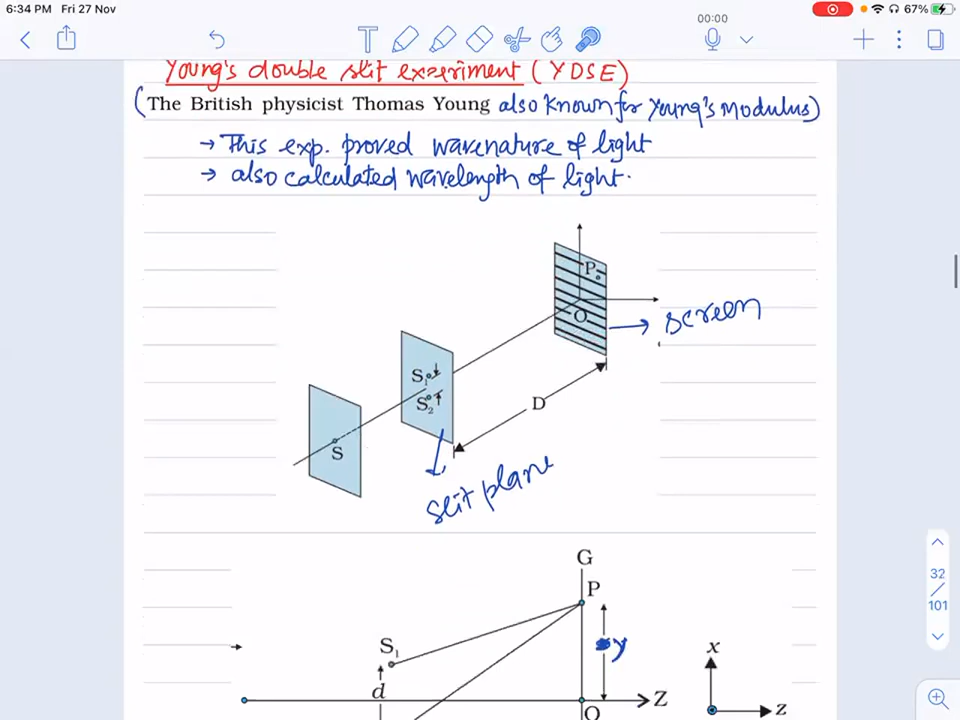 6:34 PM Fri 27 Nov
67%
00:00
Young's double slit experiment (YDSE)
(The British physicist Thomas Young also known for Young's Modulus)
→ This exp. proved wavenature of light
→ also calculated wavelength of light.
P
O
screen
S₁
S₂
D
S
slit plane
G
P
S₁
y
x
d
Z
O
z
32
/
101